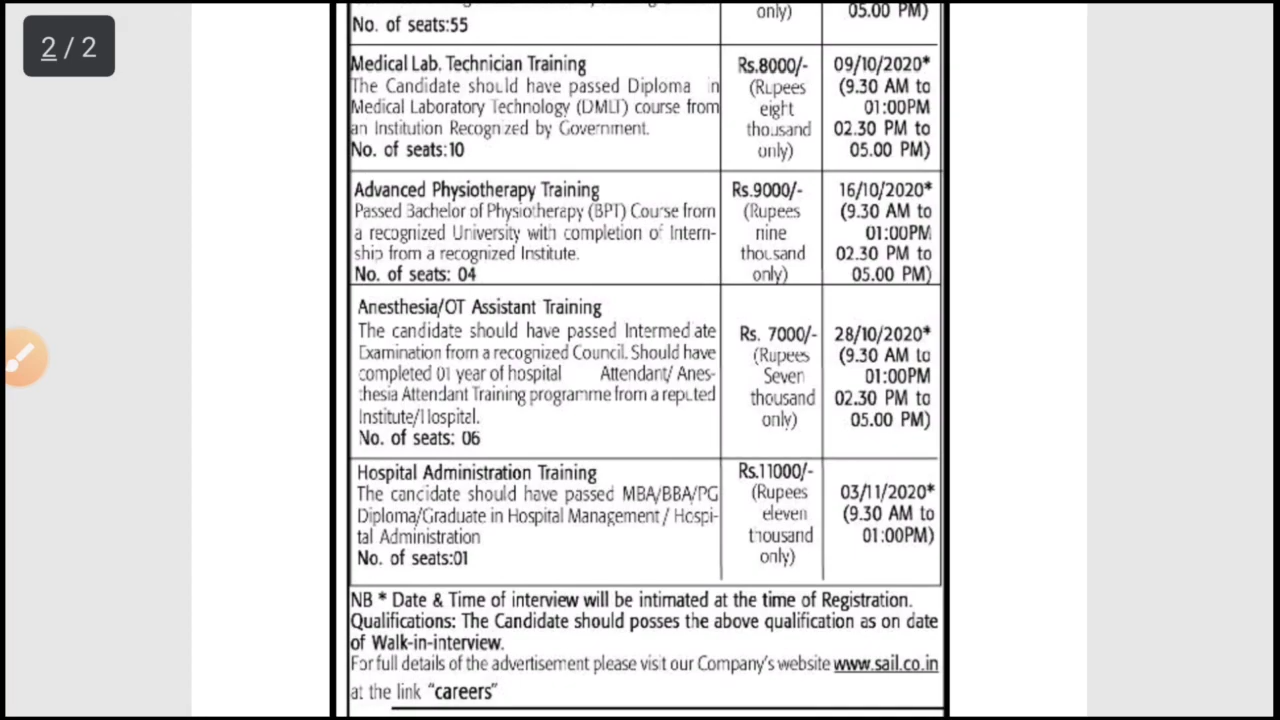 2 / 2
only)
05.00 PM)
No. of seats:55
Medical Lab. Technician Training
The Candidate should have passed Diploma in
Medical Laboratory Technology (DMLT) course from
an Institution Recognized by Government.
No. of seats:10
Rs.8000/-
(Rupees
eight
thousand
only)
09/10/2020*
(9.30 AM to
01:00PM
02.30 PM to
05.00 PM)
Advanced Physiotherapy Training
Passed Bachelor of Physiotherapy (BPT) Course from
a recognized University with completion of Intern-
ship from a recognized Institute.
No. of seats: 04
Rs.9000/-
(Rupees
nine
thousand
only)
16/10/2020*
(9.30 AM to
01:00PM
02.30 PM to
05.00 PM)
Anesthesia/OT Assistant Training
The candidate should have passed Intermediate
Examination from a recognized Council. Should have
completed 01 year of hospital Attendant/ Anes-
thesia Attendant Training programme from a reputed
Institute/Hospital.
No. of seats: 06
Rs. 7000/-
(Rupees
Seven
thousand
only)
28/10/2020*
(9.30 AM to
01:00PM
02.30 PM to
05.00 PM)
Hospital Administration Training
The candidate should have passed MBA/BBA/PG
Diploma/Graduate in Hospital Management / Hospi-
tal Administration
No. of seats:01
Rs.11000/-
(Rupees
eleven
thousand
only)
03/11/2020*
(9.30 AM to
01:00PM)
NB * Date & Time of interview will be intimated at the time of Registration.
Qualifications: The Candidate should posses the above qualification as on date
of Walk-in-interview.
For full details of the advertisement please visit our Company's website www.sail.co.in
at the link "careers"